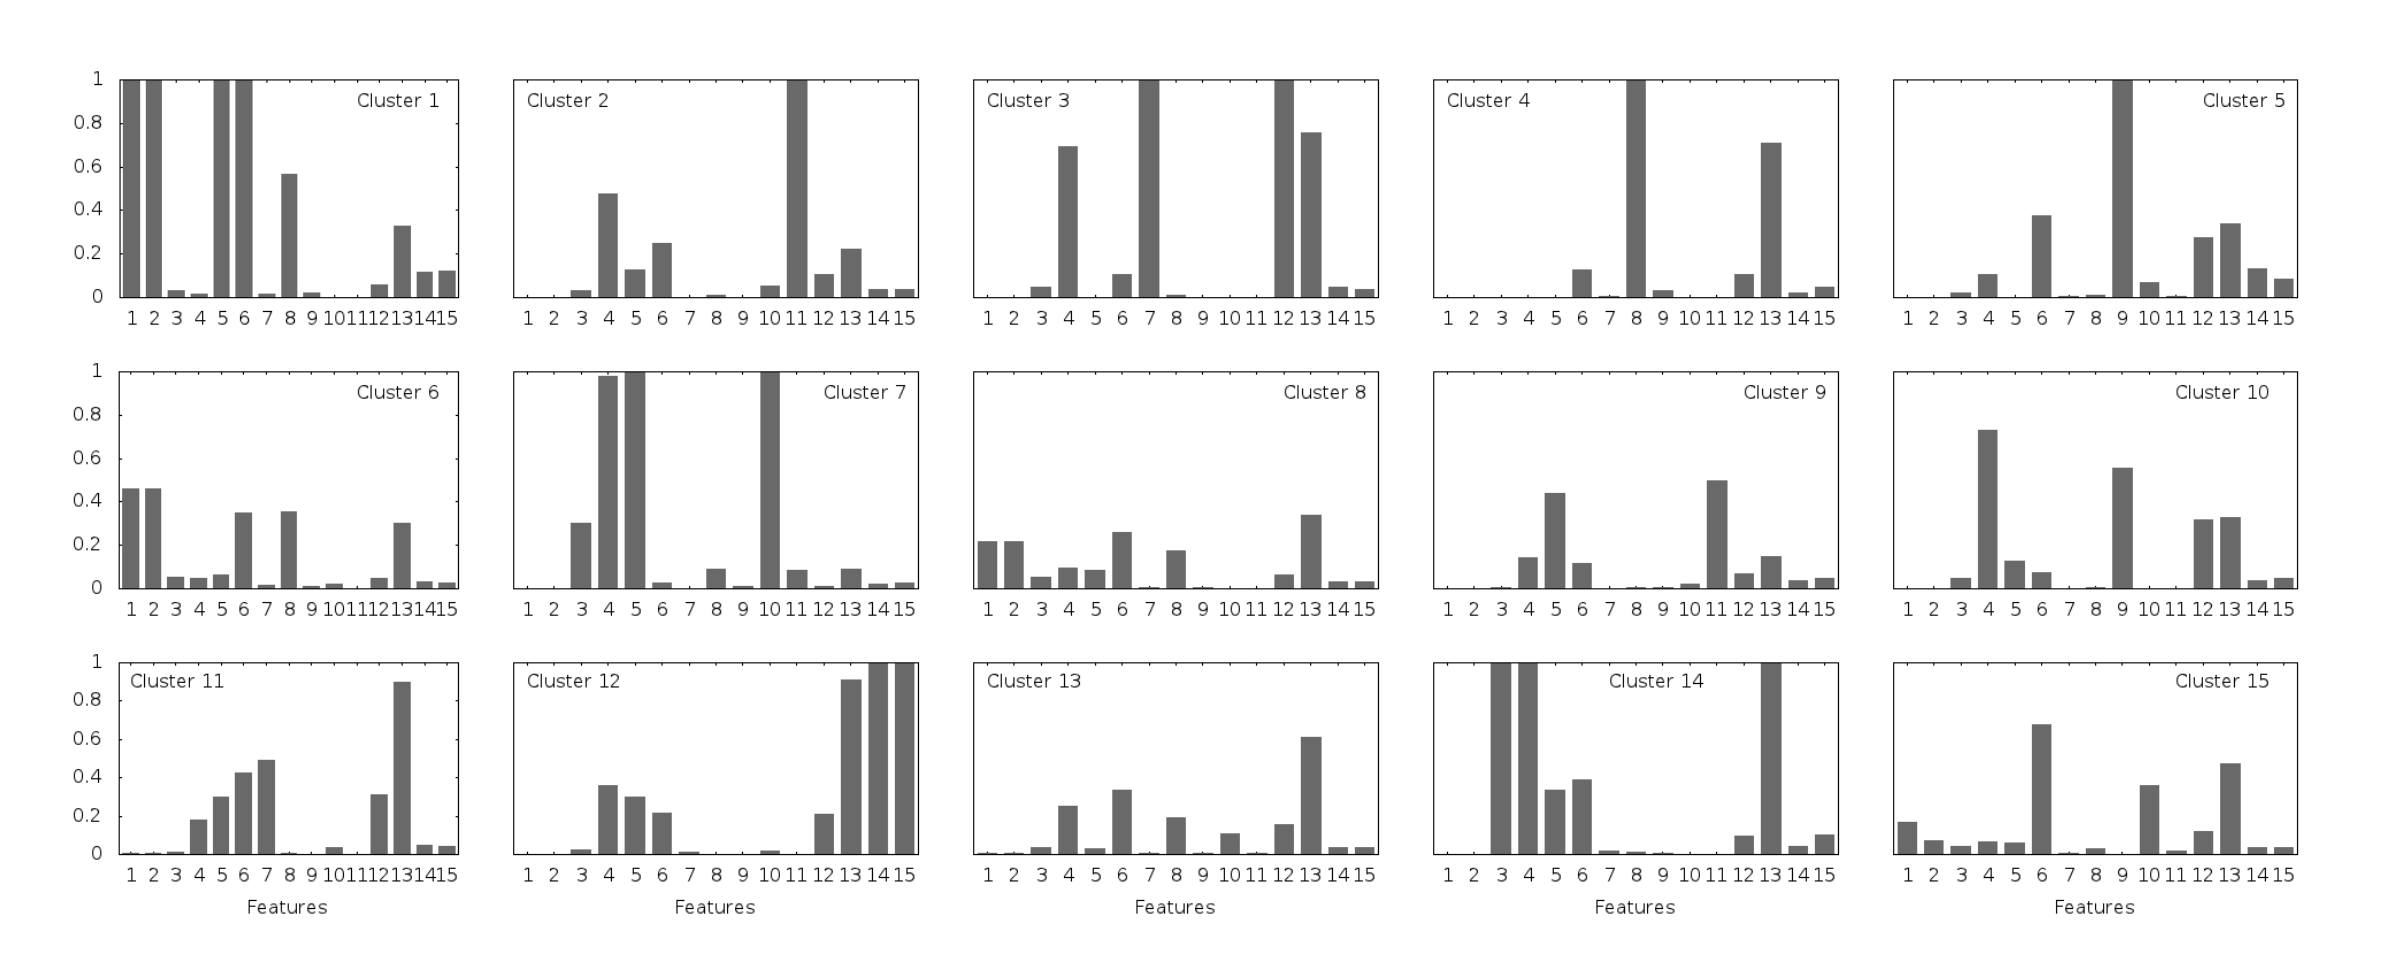 1
0.8
0.6
0.4
0.2
0
Cluster 1
1 2 3 4 5 6 7 8 9 10 11 12 13 14 15
Cluster 2
1 2 3 4 5 6 7 8 9 10 11 12 13 14 15
Cluster 3
1 2 3 4 5 6 7 8 9 10 11 12 13 14 15
Cluster 4
1 2 3 4 5 6 7 8 9 10 11 12 13 14 15
Cluster 5
1 2 3 4 5 6 7 8 9 10 11 12 13 14 15
1
0.8
0.6
0.4
0.2
0
Cluster 6
1 2 3 4 5 6 7 8 9 10 11 12 13 14 15
Cluster 7
1 2 3 4 5 6 7 8 9 10 11 12 13 14 15
Cluster 8
1 2 3 4 5 6 7 8 9 10 11 12 13 14 15
Cluster 9
1 2 3 4 5 6 7 8 9 10 11 12 13 14 15
Cluster 10
1 2 3 4 5 6 7 8 9 10 11 12 13 14 15
1
0.8
0.6
0.4
0.2
0
Cluster 11
1 2 3 4 5 6 7 8 9 10 11 12 13 14 15
Features
Cluster 12
1 2 3 4 5 6 7 8 9 10 11 12 13 14 15
Features
Cluster 13
1 2 3 4 5 6 7 8 9 10 11 12 13 14 15
Features
Cluster 14
1 2 3 4 5 6 7 8 9 10 11 12 13 14 15
Features
Cluster 15
1 2 3 4 5 6 7 8 9 10 11 12 13 14 15
Features